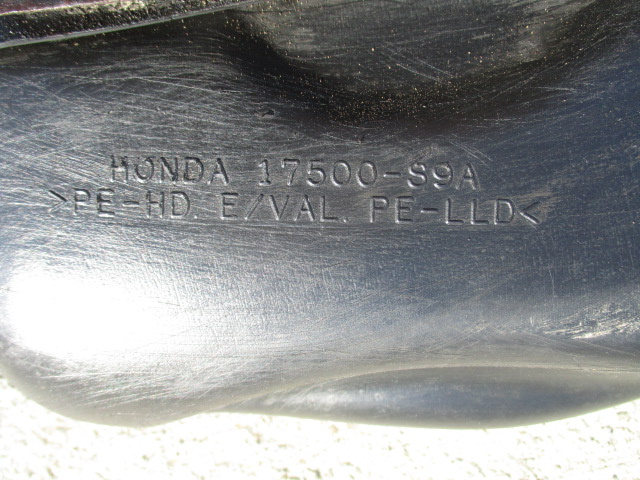 HONDA 17500-S9A
>PE-HD. E/VAL. PE-LLD<